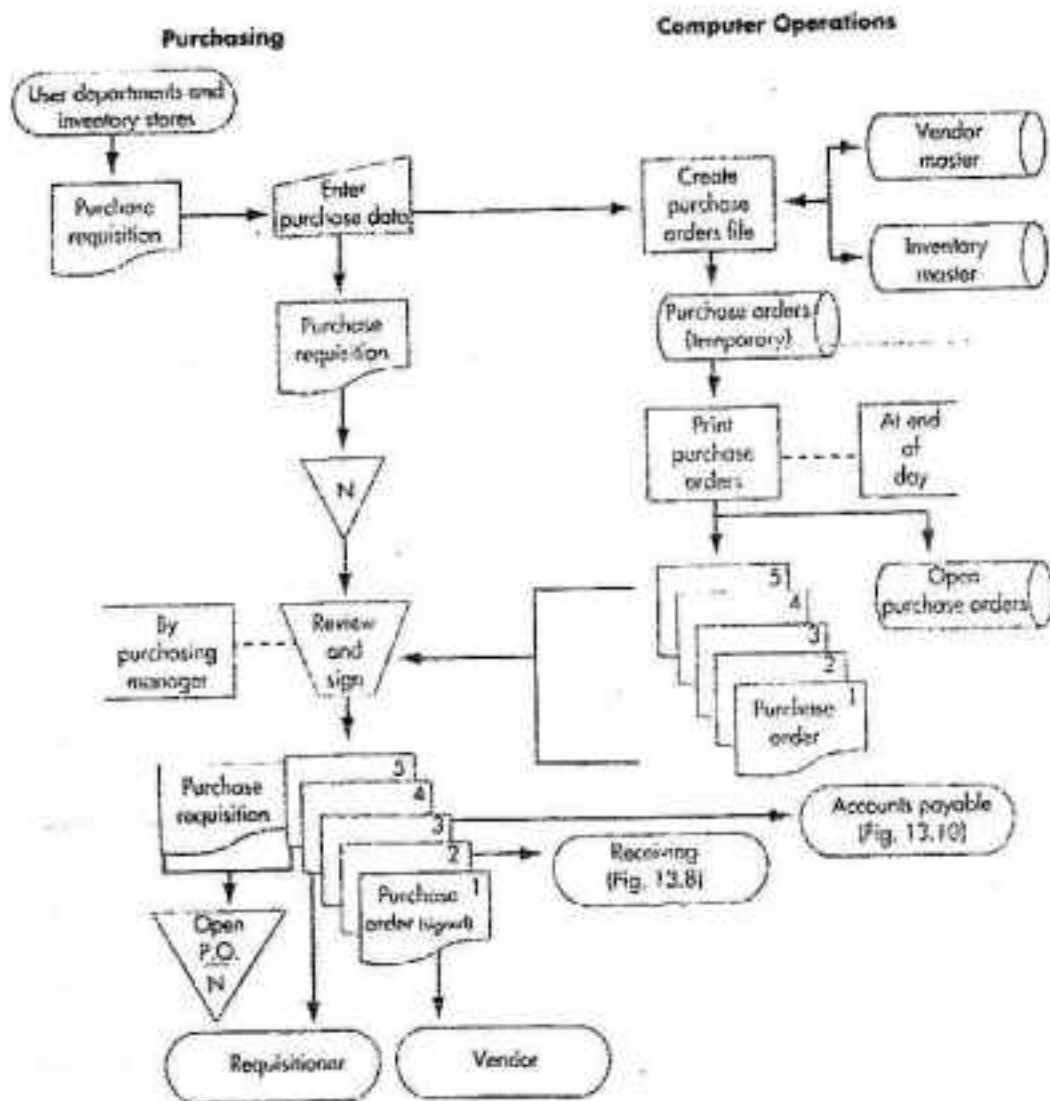 Purchasing
Computer Operations
User departments and
inventory stores
Purchase
requisition
Enter
purchase data
Create
purchase
orders file
Vendor
master
Inventory
master
Purchase
requisition
Purchase orders
(temporary)
N
Print
purchase
orders
At end
of
day
By
purchasing
manager
Review
and
sign
5
4
3
2
1
Purchase
order
Open
purchase orders
Purchase
requisition
5
4
3
2
1
Purchase
order (signed)
Accounts payable
(Fig. 13.10)
Receiving
(Fig. 13.8)
Open
P.O.
N
Requisitioner
Vendor